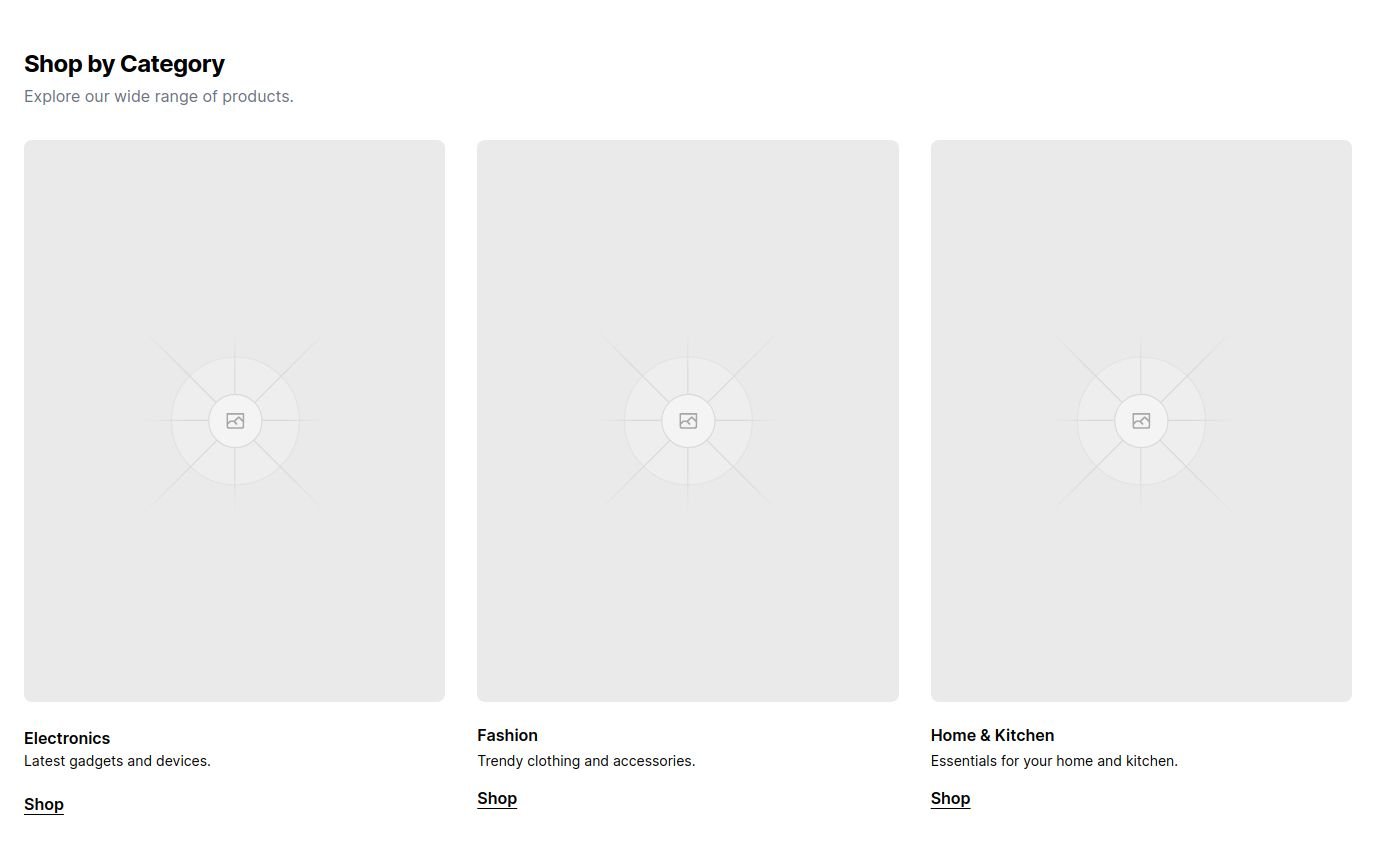 Shop by Category
Explore our wide range of products.
Electronics
Latest gadgets and devices.
Shop
Fashion
Trendy clothing and accessories.
Shop
Home & Kitchen
Essentials for your home and kitchen.
Shop